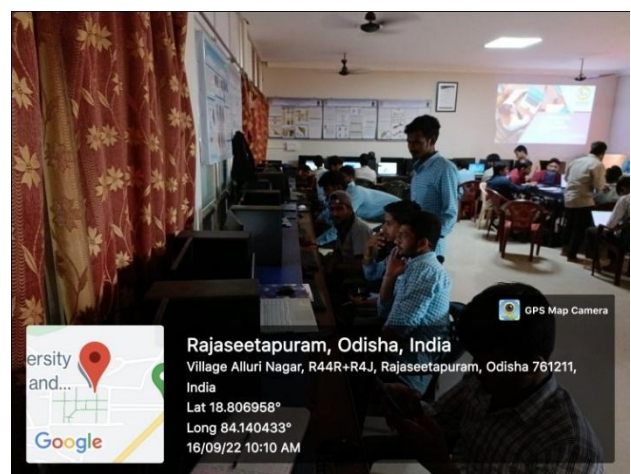 GPS Map Camera
Rajaseetapuram, Odisha, India
Village Alluri Nagar, R44R+R4J, Rajaseetapuram, Odisha 761211,
India
Lat 18.806958°
Long 84.140433°
16/09/22 10:10 AM
ersity
and...
Google